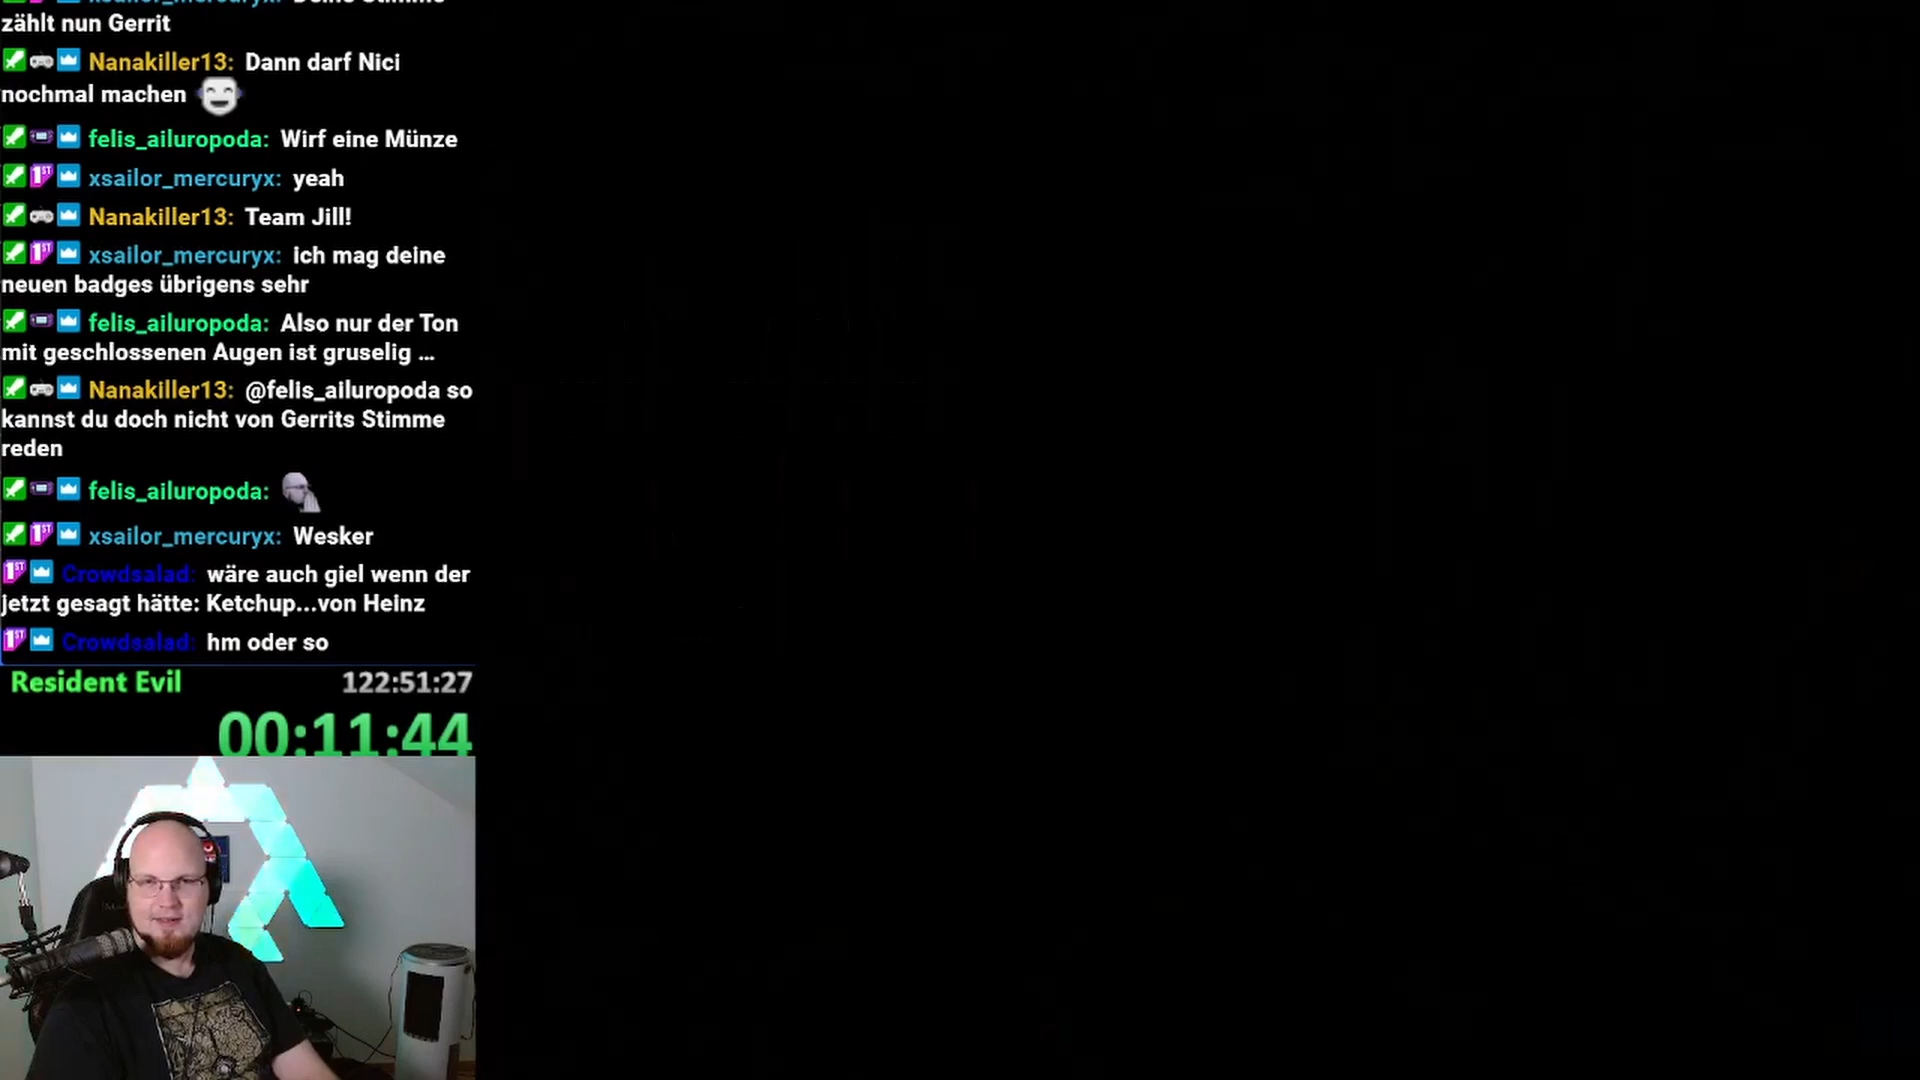 zählt nun Gerrit
Nanakiller13: Dann darf Nici
nochmal machen
felis_ailuropoda: Wirf eine Münze
xsailor_mercuryx: yeah
Nanakiller13: Team Jill!
xsailor_mercuryx: ich mag deine
neuen badges übrigens sehr
felis_ailuropoda: Also nur der Ton
mit geschlossenen Augen ist gruselig ...
Nanakiller13: @felis_ailuropoda so
kannst du doch nicht von Gerrits Stimme
reden
felis_ailuropoda:
xsailor_mercuryx: Wesker
Crowdsalad: wäre auch giel wenn der
jetzt gesagt hätte: Ketchup...von Heinz
Crowdsalad: hm oder so
Resident Evil 122:51:27
00:11:44